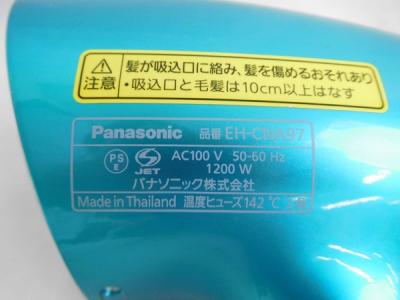 注意
髪が吸込口に絡み、髪を傷めるおそれあり
・吸込口と毛髪は10cm以上はなす
Panasonic 品番 EH-CNA97
PS
E
JET
AC100 V 50-60 Hz
1200 W
パナソニック株式会社
Made in Thailand 温度ヒューズ142 ℃